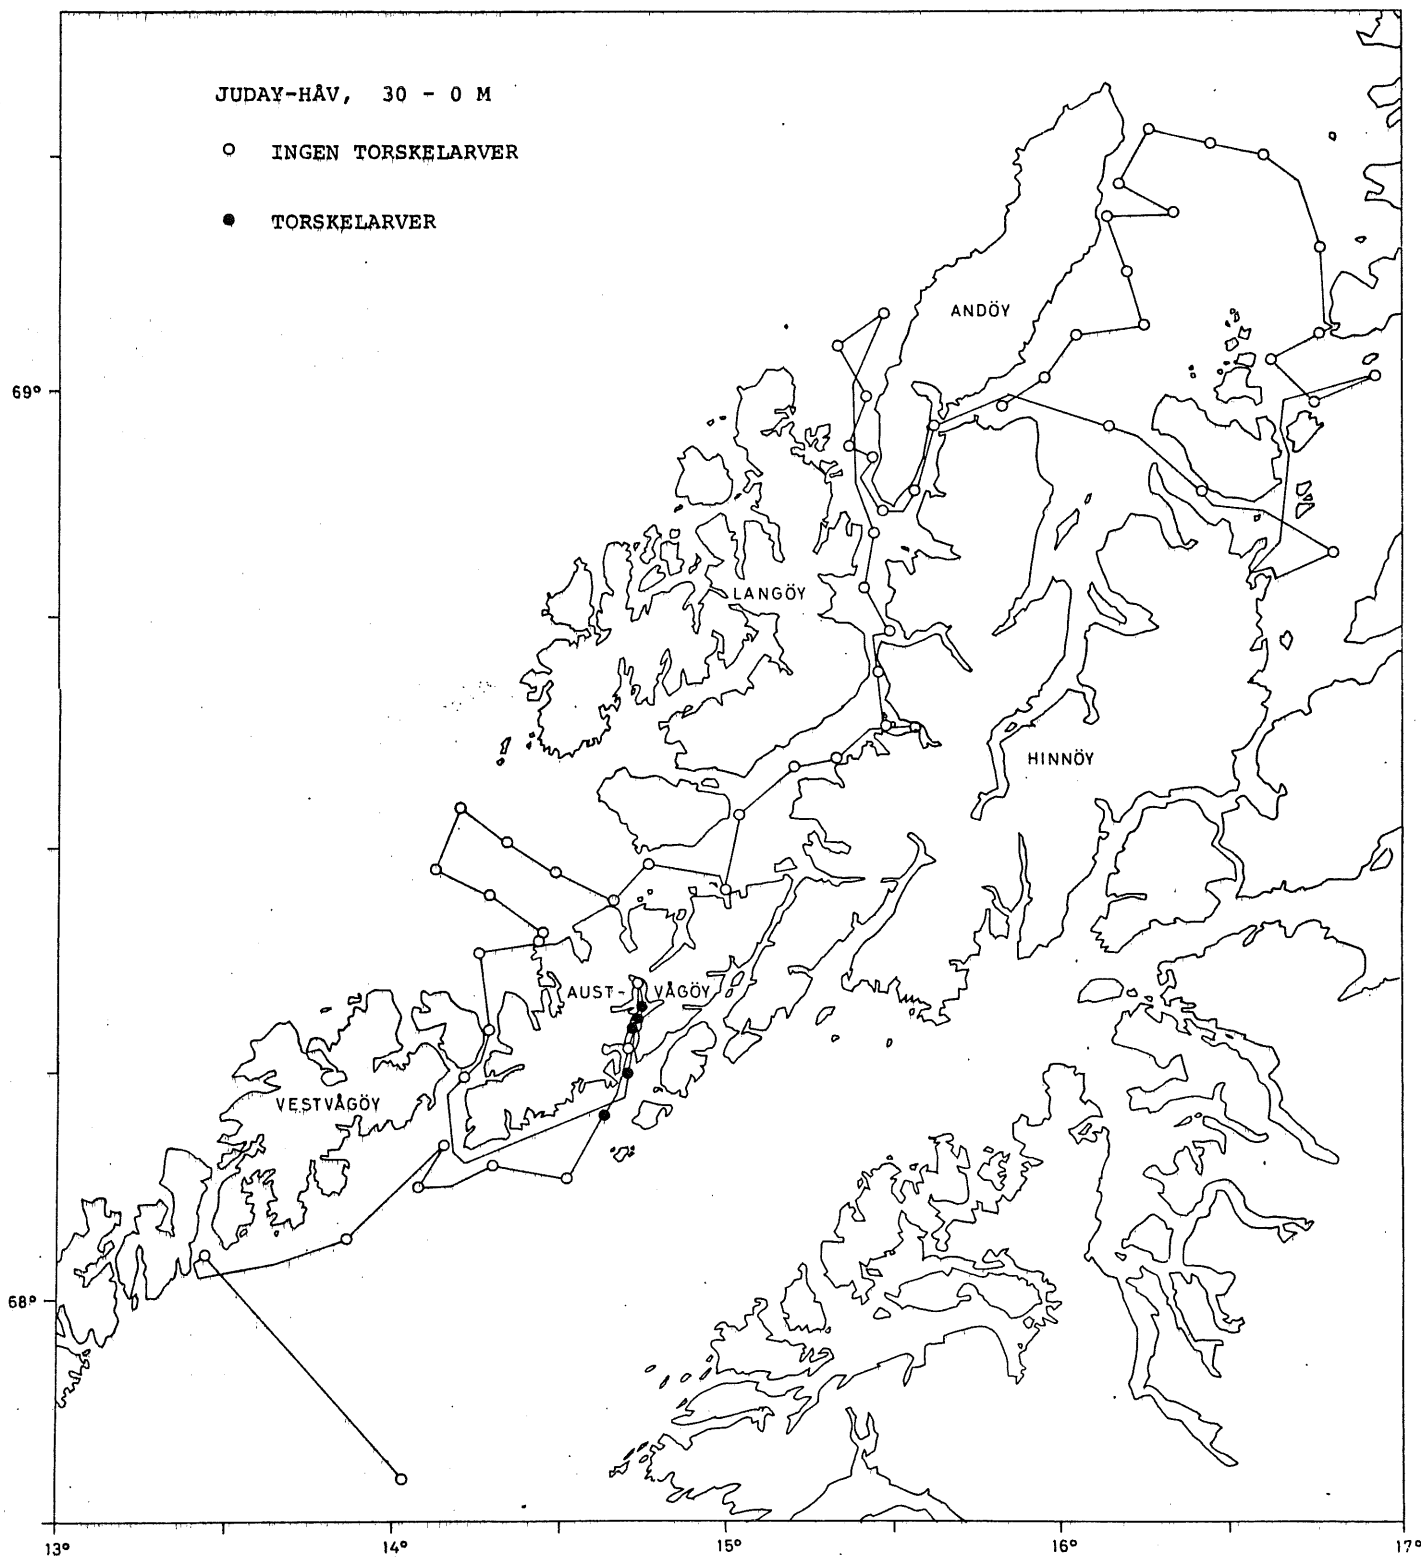 JUDAY-HÅV, 30 - 0 M
INGEN TORSKELARVER
TORSKELARVER
ANDÖY
69°
LANGÖY
HINNÖY
AUST- VÅGÖY
VESTVÅGÖY
68°
13° 14° 15° 16° 17°